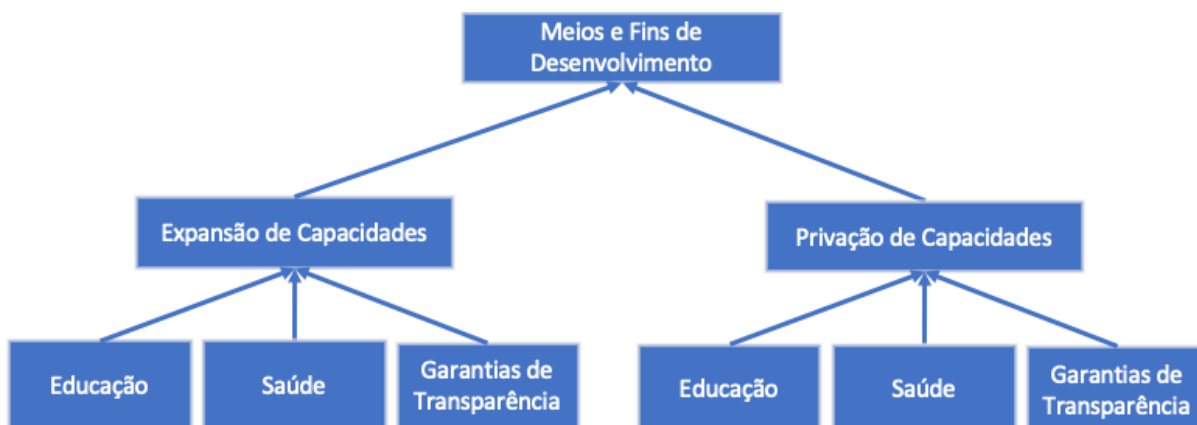 Meios e Fins de
Desenvolvimento
Expansão de Capacidades
Privação de Capacidades
Educação
Saúde
Garantias de
Transparência
Educação
Saúde
Garantias de
Transparência